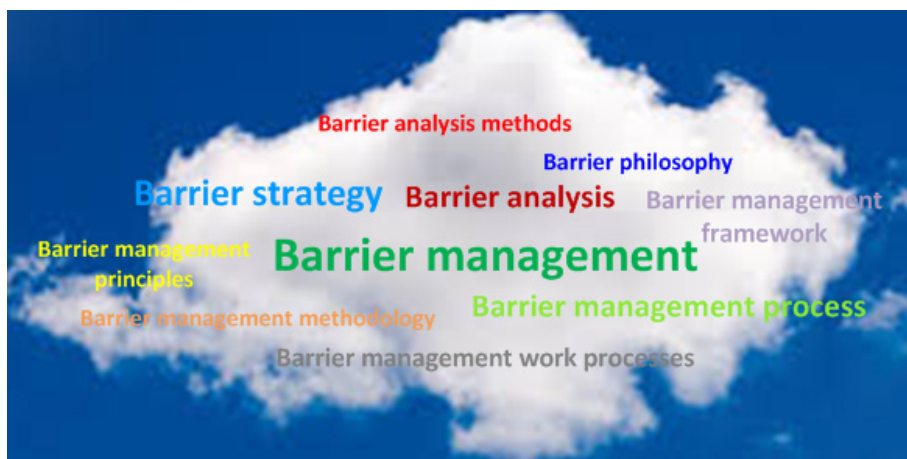 Barrier analysis methods
Barrier philosophy
Barrier strategy
Barrier analysis
Barrier management
framework
Barrier management
principles
Barrier management
Barrier management process
Barrier management methodology
Barrier management work processes